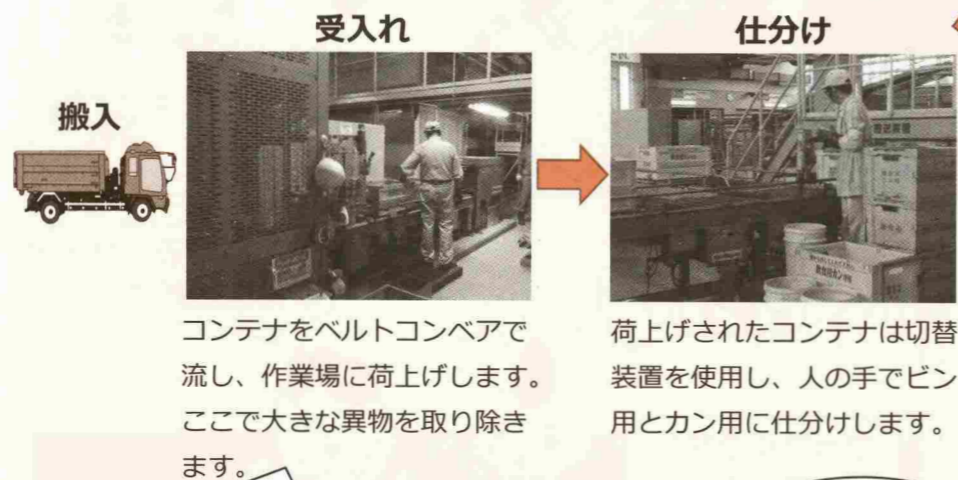 受入れ
仕分け
搬入
コンテナをベルトコンベアで
流し、作業場に荷上げします。
ここで大きな異物を取り除き
ます。
荷上げされたコンテナは切替
装置を使用し、人の手でビン
用とカン用に仕分けします。